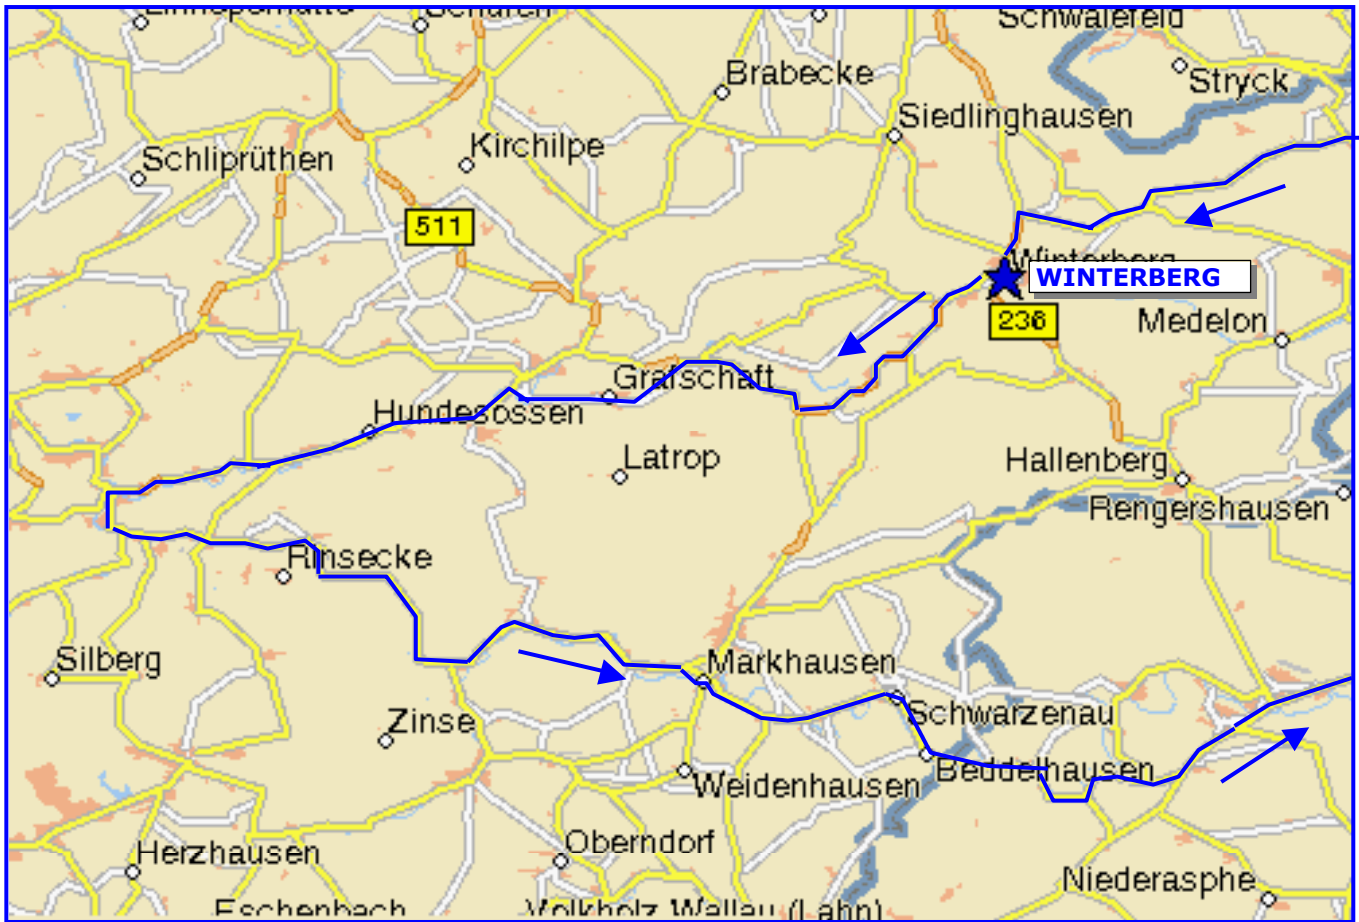 Schwalefeld
Brabecke
Stryck
Siedlinghausen
Kirchilpe
Schliprüthen
511
Winterberg
WINTERBERG
236
Medelon
Grafschaft
Hundesossen
Latrop
Hallenberg
Rengershausen
Rinsecke
Silberg
Markhausen
Zinse
Schwarzenau
Beddelhausen
Weidenhausen
Oberndorf
Herzhausen
Niederasphe
Eschenbach
Volkholz Wallau (Lahn)